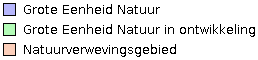 Grote Eenheid Natuur
Grote Eenheid Natuur in ontwikkeling
Natuurverwevingsgebied